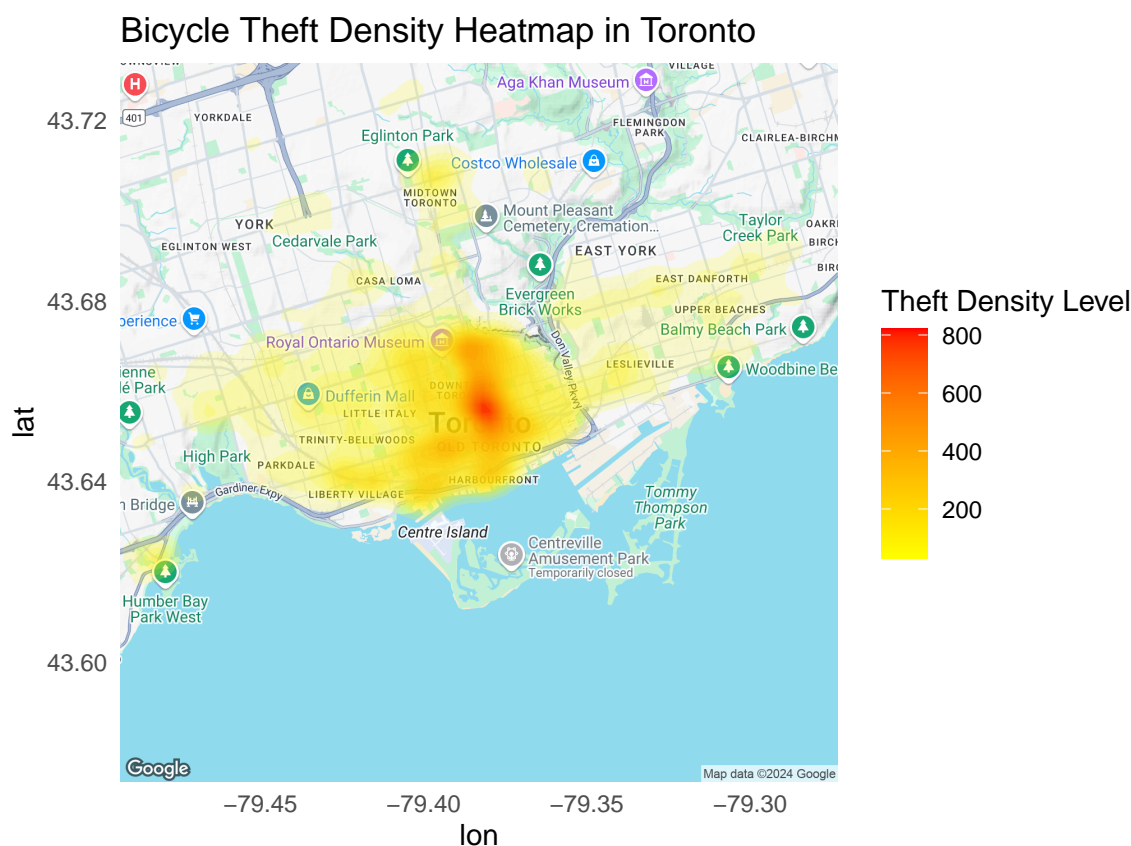 Bicycle Theft Density Heatmap in Toronto
VILLAGE
Aga Khan Museum
H
401
YORKDALE
FLEMINGDON
PARK
CLAIRLEA-BIRCHM
Eglinton Park
Costco Wholesale
MIDTOWN
TORONTO
Mount Pleasant
Cemetery, Cremation...
YORK
Cedarvale Park
EGLINTON WEST
Taylor
Creek Park
OAKRI
BIRCH
EAST YORK
CASA LOMA
EAST DANFORTH
BIRC
Evergreen
Brick Works
UPPER BEACHES
Balmy Beach Park
perience
Royal Ontario Museum
Don Valley Pkwy
LESLIEVILLE
Woodbine Be
enne
lé Park
Dufferin Mall
DOWN
TOR
LITTLE ITALY
Toronto
TRINITY-BELLWOODS
OLD TORONTO
High Park
PARKDALE
HARBOURFRONT
Gardiner Expy
LIBERTY VILLAGE
n Bridge
Tommy
Thompson
Park
Centre Island
Centreville
Amusement Park
Temporarily closed
Humber Bay
Park West
Google
Map data ©2024 Google
43.72
43.68
43.64
43.60
lat
−79.45
−79.40
−79.35
−79.30
lon
Theft Density Level
800
600
400
200